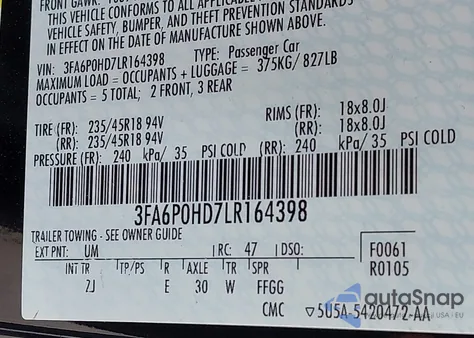 FRONT GAWR:
THIS VEHICLE CONFORMS TO ALL APPLICABLE
VEHICLE SAFETY, BUMPER, AND THEFT PREVENTION STANDARDS
IN EFFECT ON THE DATE OF MANUFACTURE SHOWN ABOVE.
VIN: 3FA6P0HD7LR164398 TYPE: Passenger Car
MAXIMUM LOAD = OCCUPANTS + LUGGAGE = 375KG/ 827LB
OCCUPANTS = 5 TOTAL; 2 FRONT, 3 REAR
TIRE (FR): 235/45R18 94V RIMS (FR): 18x8.0J
(RR): 235/45R18 94V (RR): 18x8.0J
PRESSURE (FR): 240 kPa/ 35 PSI COLD (RR): 240 kPa/ 35 PSI COLD
3FA6P0HD7LR164398
TRAILER TOWING - SEE OWNER GUIDE
EXT PNT: UM RC: 47 DSO: F0061
INT TR TP/PS R AXLE TR SPR R0105
2J E 30 W FFGG
CMC ▽5U5A-5420472-AA
autoSnap